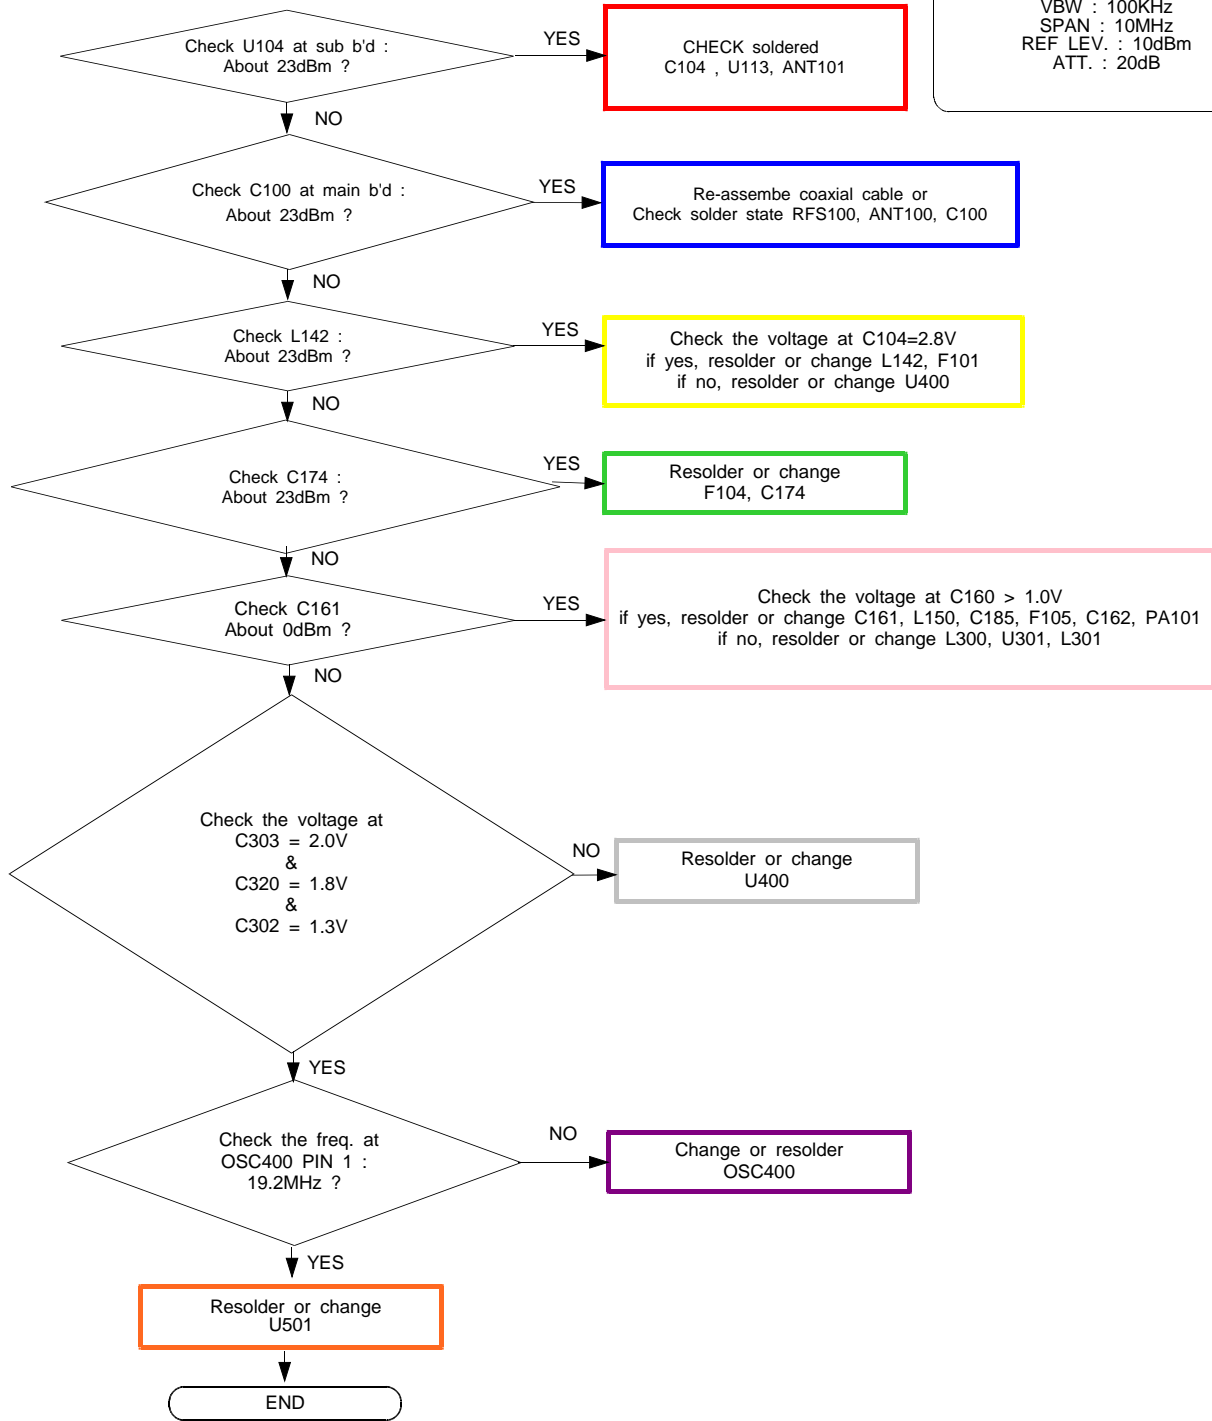 VBW : 100KHz
SPAN : 10MHz
REF LEV. : 10dBm
ATT. : 20dB
Check U104 at sub b'd :
About 23dBm ?
YES
CHECK soldered
C104 , U113, ANT101
NO
Check C100 at main b'd :
About 23dBm ?
YES
Re-assembe coaxial cable or
Check solder state RFS100, ANT100, C100
NO
Check L142 :
About 23dBm ?
YES
Check the voltage at C104=2.8V
if yes, resolder or change L142, F101
if no, resolder or change U400
NO
Check C174 :
About 23dBm ?
YES
Resolder or change
F104, C174
NO
Check C161
About 0dBm ?
YES
Check the voltage at C160 > 1.0V
if yes, resolder or change C161, L150, C185, F105, C162, PA101
if no, resolder or change L300, U301, L301
NO
Check the voltage at
C303 = 2.0V
&
C320 = 1.8V
&
C302 = 1.3V
NO
Resolder or change
U400
YES
Check the freq. at
OSC400 PIN 1 :
19.2MHz ?
NO
Change or resolder
OSC400
YES
Resolder or change
U501
END